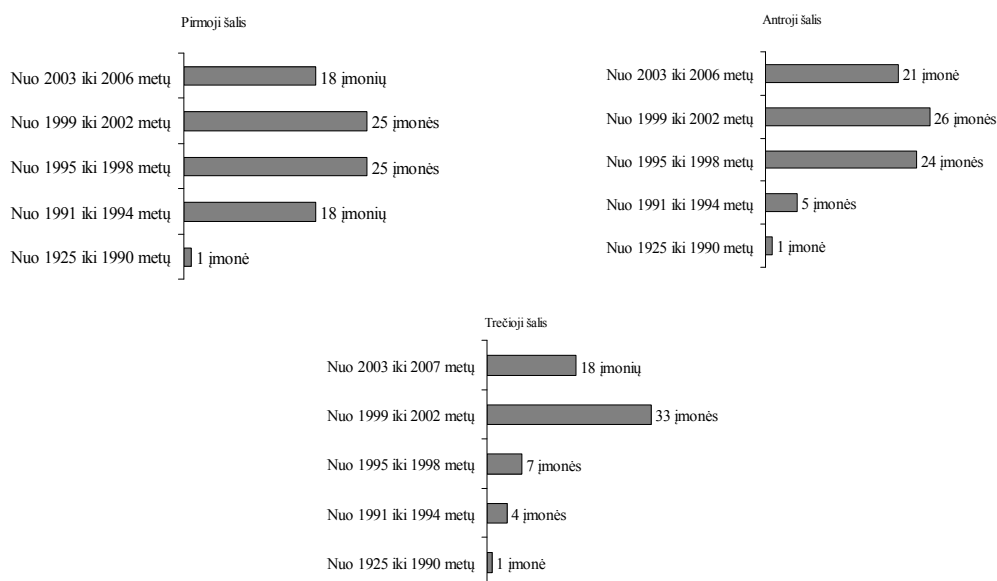 Pirmoji šalis
Nuo 2003 iki 2006 metų 18 įmonių
Nuo 1999 iki 2002 metų 25 įmonės
Nuo 1995 iki 1998 metų 25 įmonės
Nuo 1991 iki 1994 metų 18 įmonių
Nuo 1925 iki 1990 metų 1 įmonė
Antroji šalis
Nuo 2003 iki 2006 metų 21 įmonė
Nuo 1999 iki 2002 metų 26 įmonės
Nuo 1995 iki 1998 metų 24 įmonės
Nuo 1991 iki 1994 metų 5 įmonės
Nuo 1925 iki 1990 metų 1 įmonė
Trečioji šalis
Nuo 2003 iki 2007 metų 18 įmonių
Nuo 1999 iki 2002 metų 33 įmonės
Nuo 1995 iki 1998 metų 7 įmonės
Nuo 1991 iki 1994 metų 4 įmonės
Nuo 1925 iki 1990 metų 1 įmonė